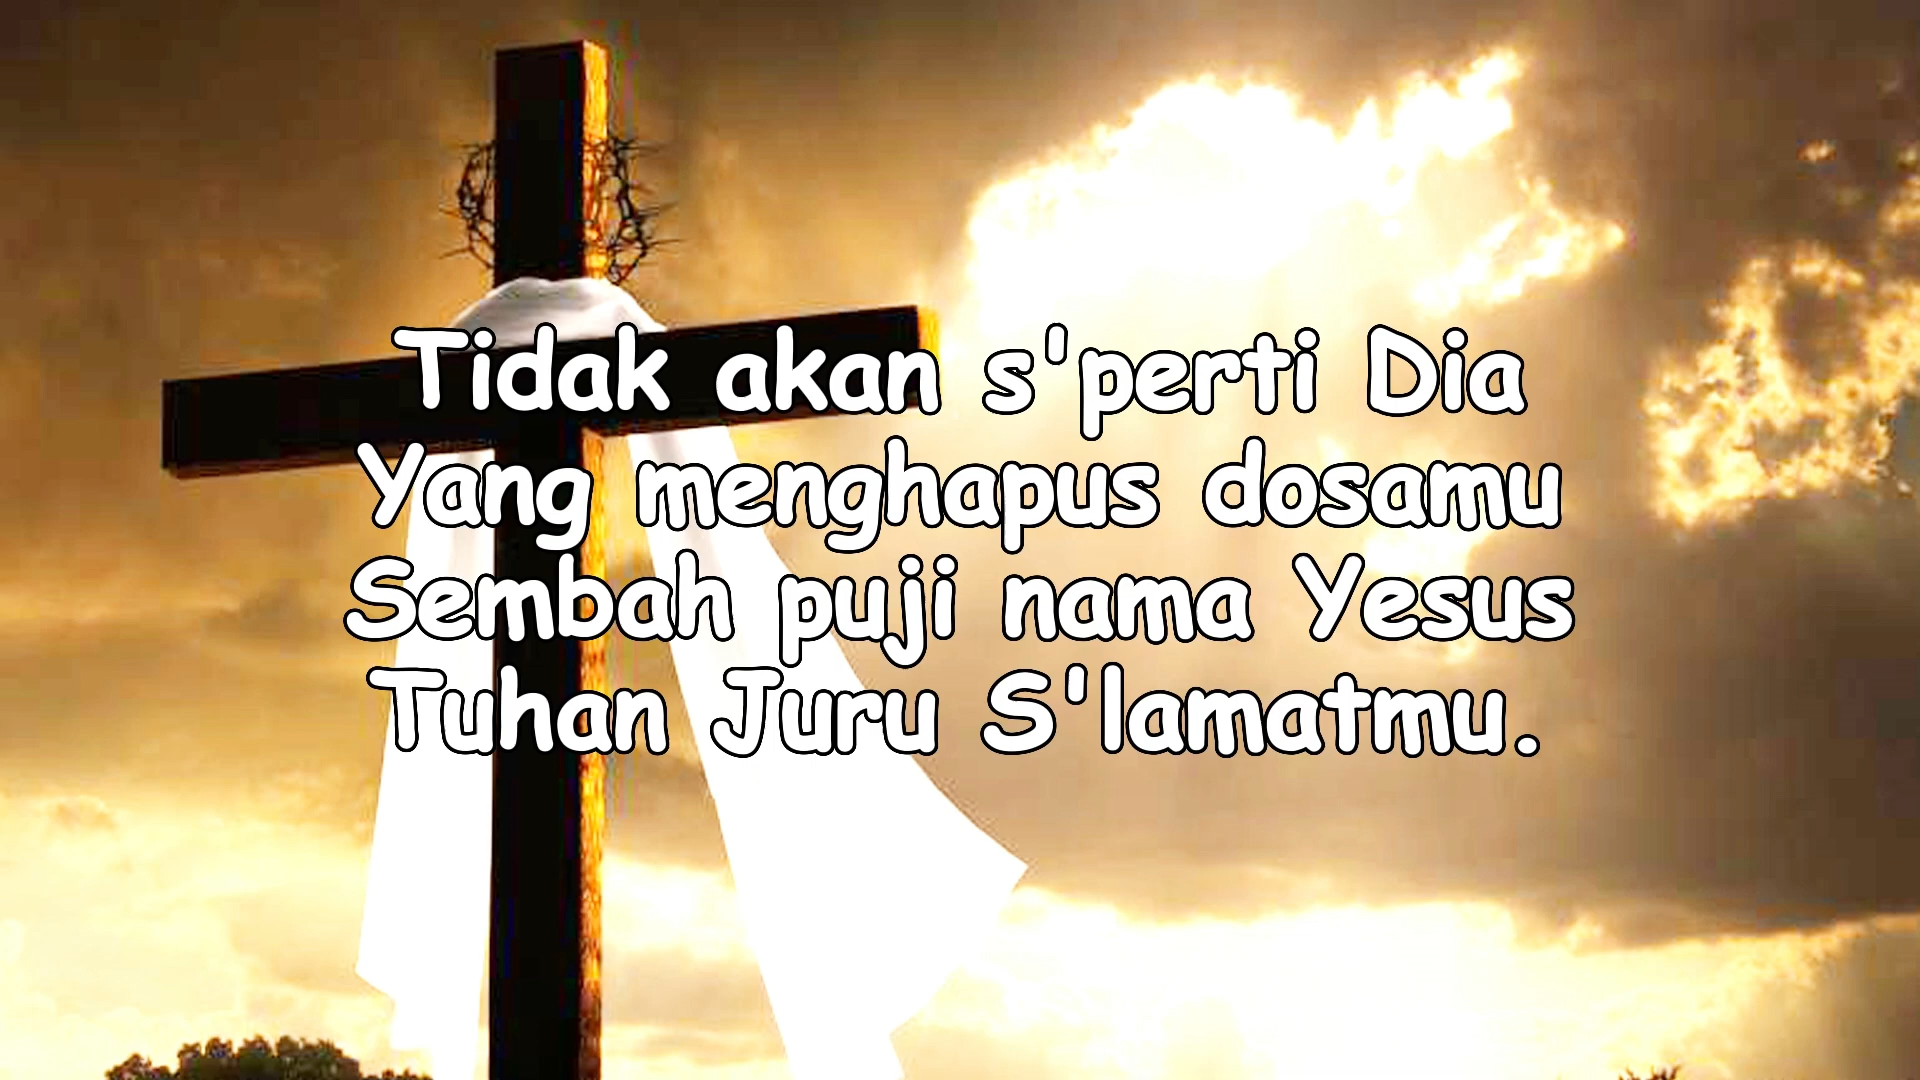 Tidak akan s'perti Dia
Yang menghapus dosamu
Sembah puji nama Yesus
Tuhan Juru S'lamatmu.